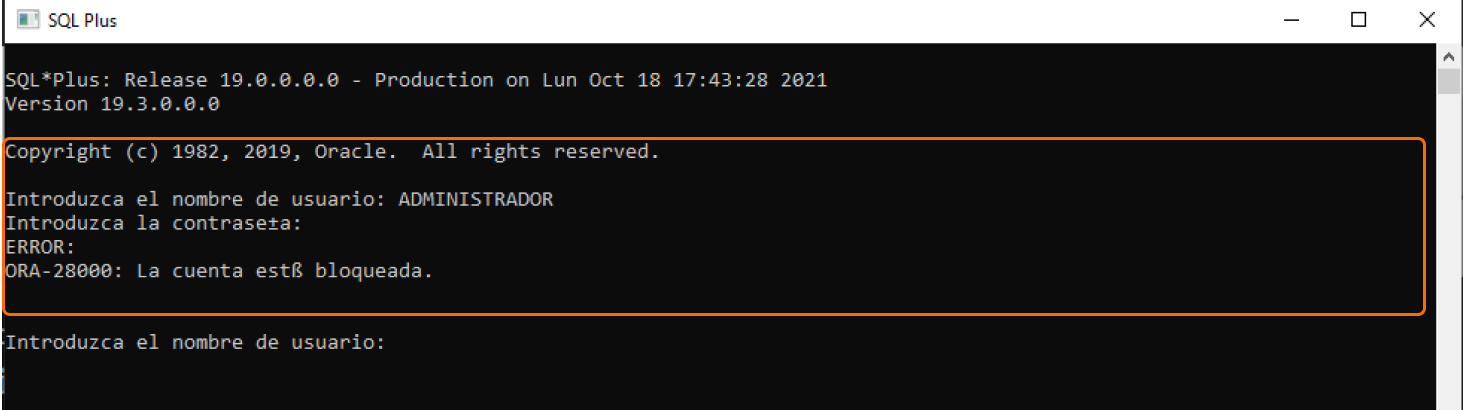 SQL Plus
SQL*Plus: Release 19.0.0.0.0 - Production on Lun Oct 18 17:43:28 2021
Version 19.3.0.0.0
Copyright (c) 1982, 2019, Oracle.  All rights reserved.
Introduzca el nombre de usuario: ADMINISTRADOR
Introduzca la contrase±a:
ERROR:
ORA-28000: La cuenta estß bloqueada.
Introduzca el nombre de usuario: